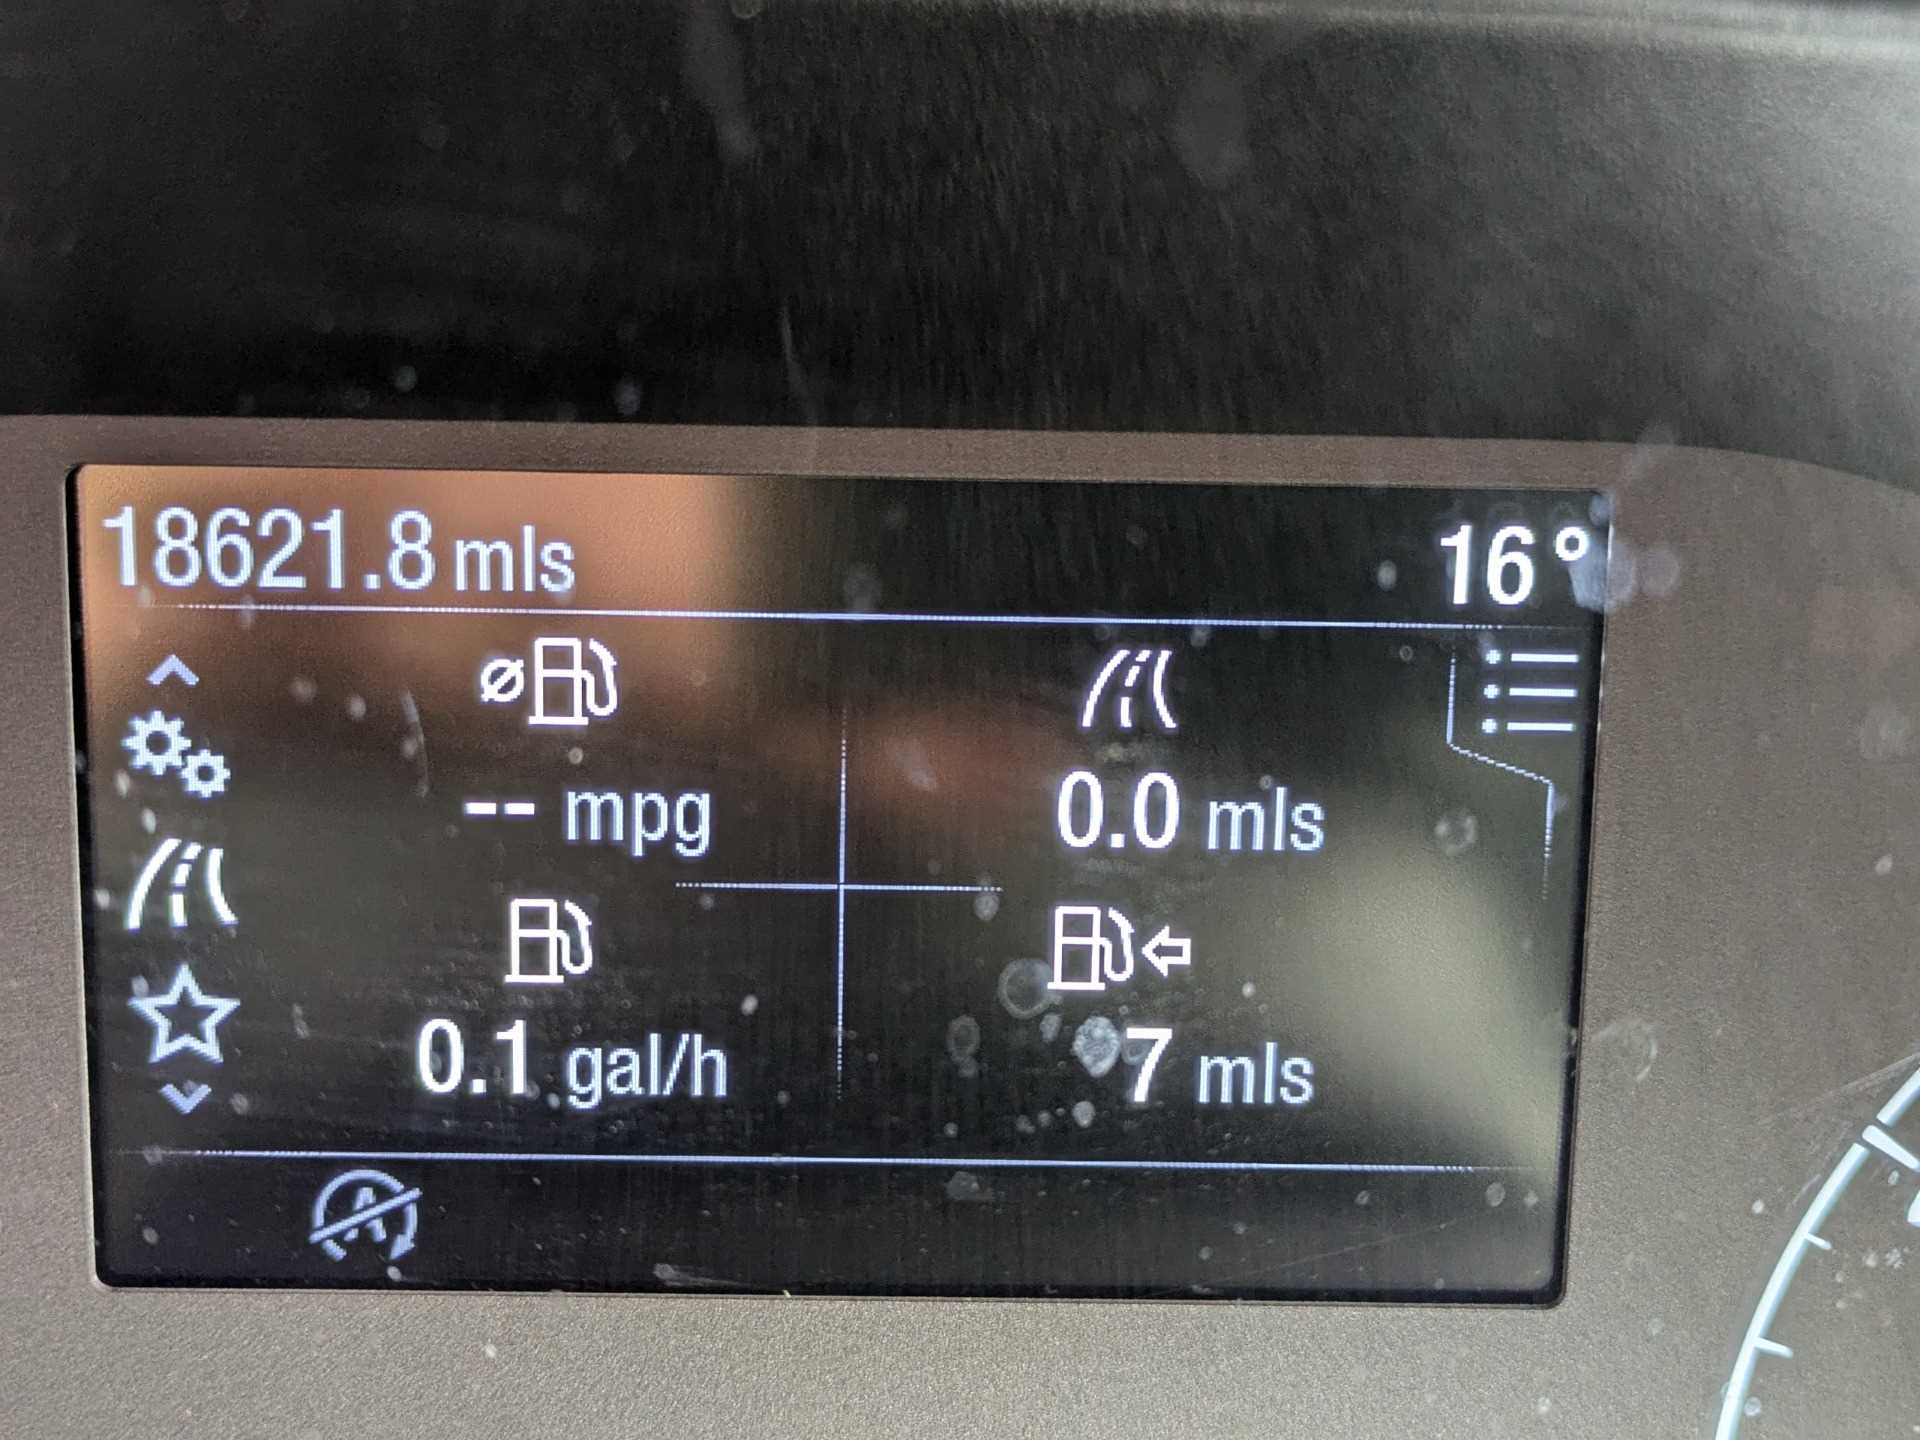 18621.8 mls 16°
-- mpg 0.0 mls
0.1 gal/h 7 mls
A